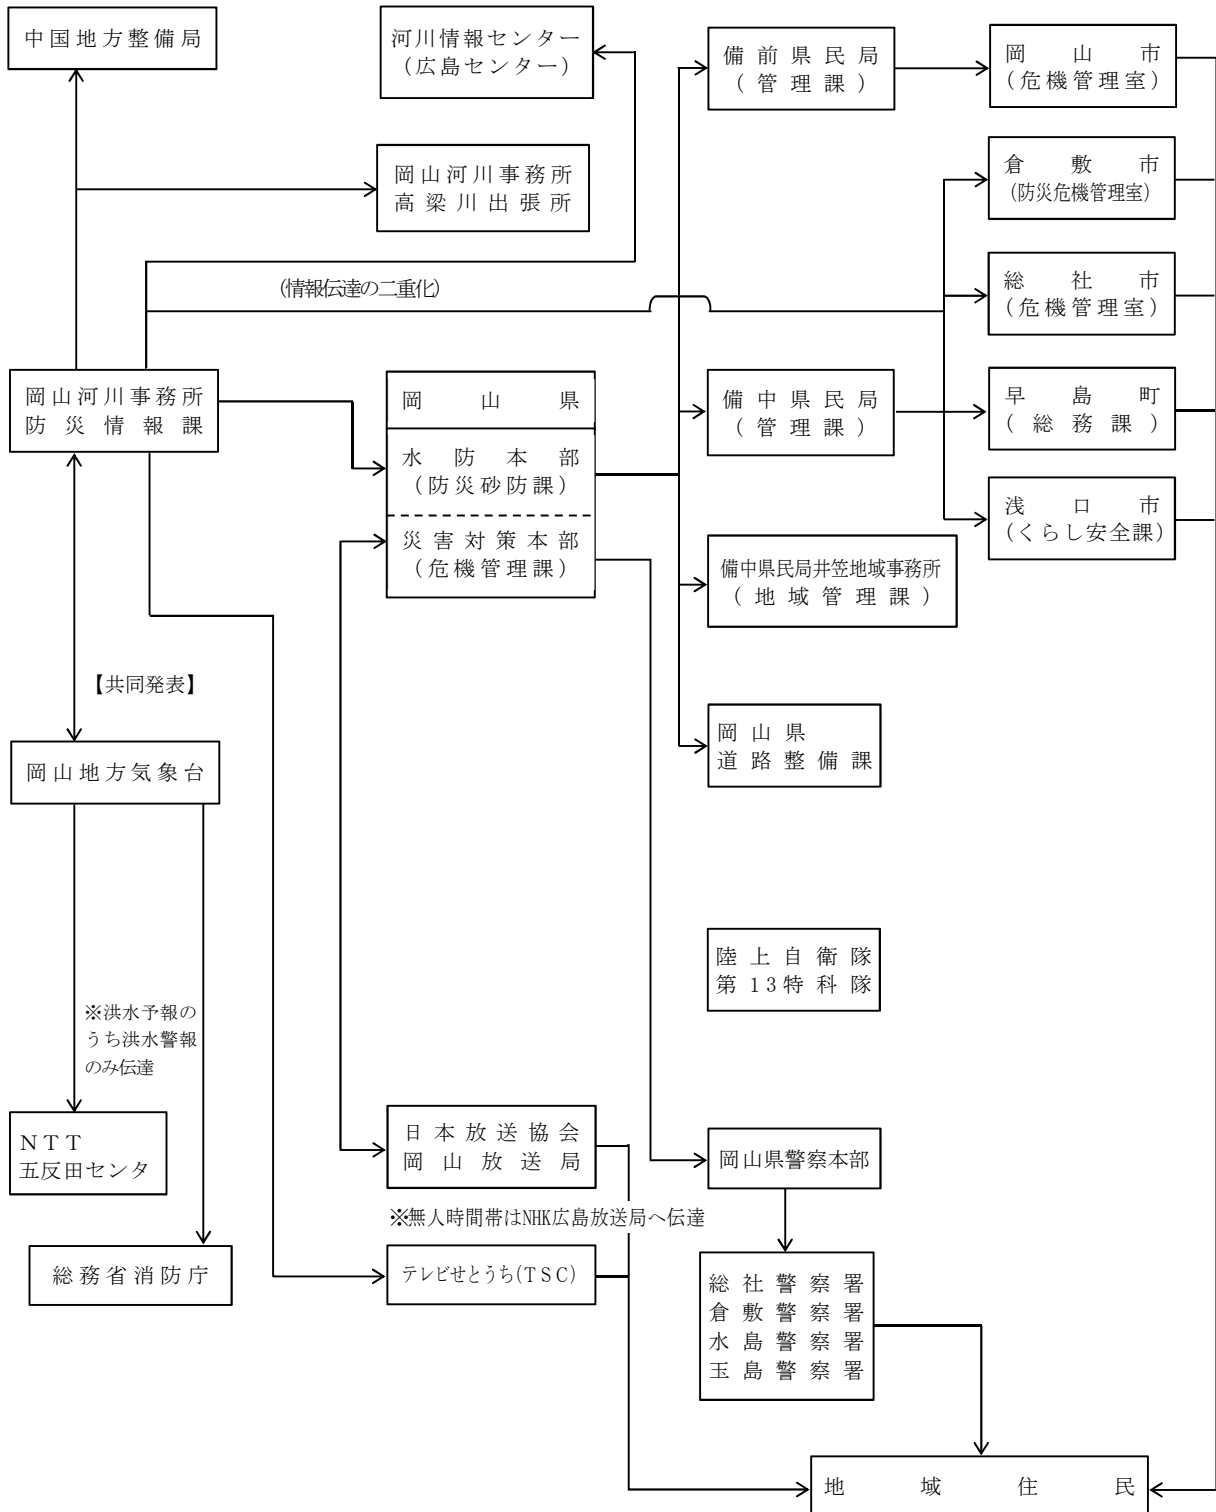 中国地方整備局
河川情報センター
（広島センター）
備前県民局
（管理課）
岡山市
（危機管理室）
岡山河川事務所
高梁川出張所
倉敷市
(防災危機管理室)
(情報伝達の二重化)
総社市
（危機管理室）
岡山河川事務所
防災情報課
岡山県
水防本部
（防災砂防課）
災害対策本部
（危機管理課）
備中県民局
（管理課）
早島町
（総務課）
浅口市
（くらし安全課）
備中県民局井笠地域事務所
（地域管理課）
【共同発表】
岡山地方気象台
岡山県
道路整備課
陸上自衛隊
第13特科隊
※洪水予報の
うち洪水警報
のみ伝達
NTT
五反田センタ
日本放送協会
岡山放送局
岡山県警察本部
※無人時間帯はNHK広島放送局へ伝達
総務省消防庁
テレビせとうち(TSC)
総社警察署
倉敷警察署
水島警察署
玉島警察署
地域住民